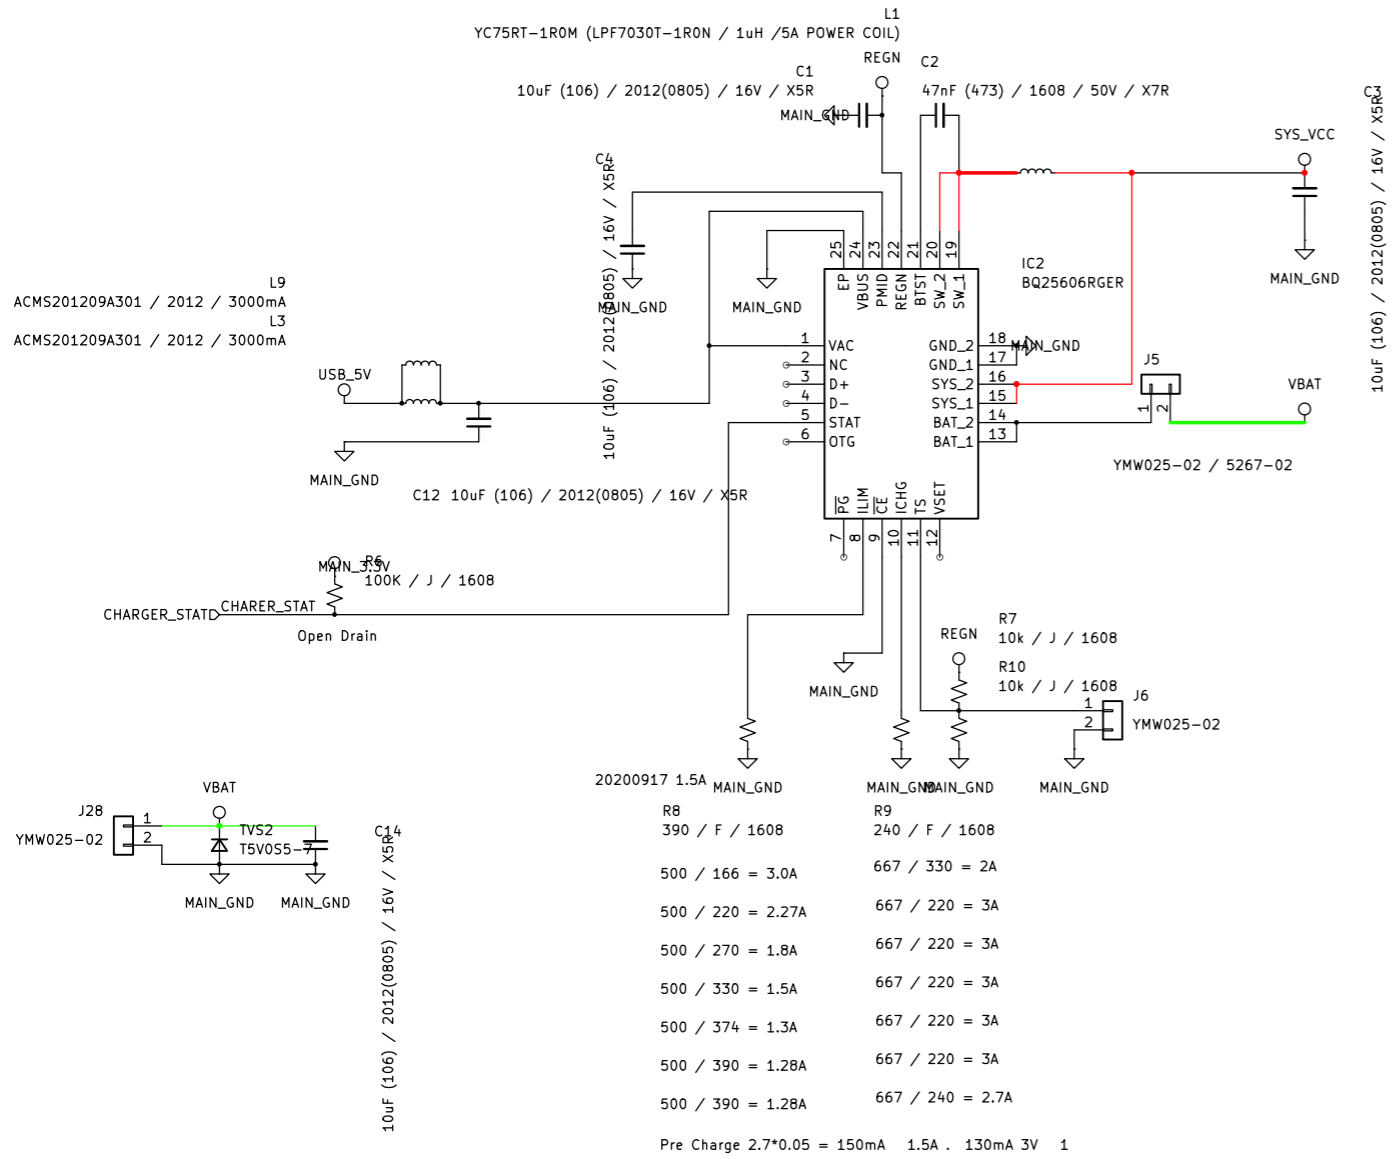 L1
YC75RT-1R0M (LPF7030T-1R0N / 1uH /5A POWER COIL)
REGN
C2
C1
10uF (106) / 2012(0805) / 16V / X5R
47nF (473) / 1608 / 50V / X7R
C3
10uF (106) / 2012(0805) / 16V / X5R
MAIN_GND
SYS_VCC
C4
10uF (106) / 2012(0805) / 16V / X5R
25
24
23
22
21
20
19
EP
VBUS
PMID
REGN
BTST
SW_2
SW_1
IC2
BQ25606RGER
MAIN_GND
MAIN_GND
MAIN_GND
L9
ACMS201209A301 / 2012 / 3000mA
L3
ACMS201209A301 / 2012 / 3000mA
1 VAC
2 NC
3 D+
4 D-
5 STAT
6 OTG
GND_2 18
GND_1 17
SYS_2 16
SYS_1 15
BAT_2 14
BAT_1 13
MAIN_GND
J5
1
2
VBAT
YMW025-02 / 5267-02
USB_5V
MAIN_GND
C12 10uF (106) / 2012(0805) / 16V / X5R
PG
ILIM
CE
ICHG
TS
VSET
7
8
9
10
11
12
MAIN_3.3V
R6
100K / J / 1608
CHARGER_STAT
CHARER_STAT
Open Drain
REGN
R7
10k / J / 1608
R10
10k / J / 1608
MAIN_GND
J6
1
2
YMW025-02
20200917 1.5A
MAIN_GND
MAIN_GND
MAIN_GND
MAIN_GND
VBAT
J28
YMW025-02
1
2
TVS2
T5V0S5-7
C14
10uF (106) / 2012(0805) / 16V / X5R
MAIN_GND
MAIN_GND
R8
390 / F / 1608
500 / 166 = 3.0A
500 / 220 = 2.27A
500 / 270 = 1.8A
500 / 330 = 1.5A
500 / 374 = 1.3A
500 / 390 = 1.28A
500 / 390 = 1.28A
R9
240 / F / 1608
667 / 330 = 2A
667 / 220 = 3A
667 / 220 = 3A
667 / 220 = 3A
667 / 220 = 3A
667 / 220 = 3A
667 / 240 = 2.7A
Pre Charge 2.7*0.05 = 150mA 1.5A . 130mA 3V 1